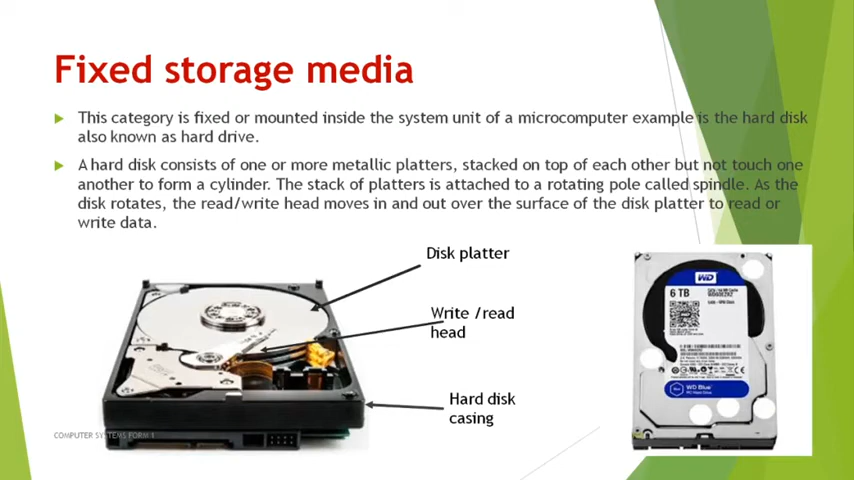 Fixed storage media
This category is fixed or mounted inside the system unit of a microcomputer example is the hard disk
also known as hard drive.
A hard disk consists of one or more metallic platters, stacked on top of each other but not touch one
another to form a cylinder. The stack of platters is attached to a rotating pole called spindle. As the
disk rotates, the read/write head moves in and out over the surface of the disk platter to read or
write data.
Disk platter
Write /read
head
Hard disk
casing
WD
6 TB
WD Blue
COMPUTER SYSTEMS FORM 1